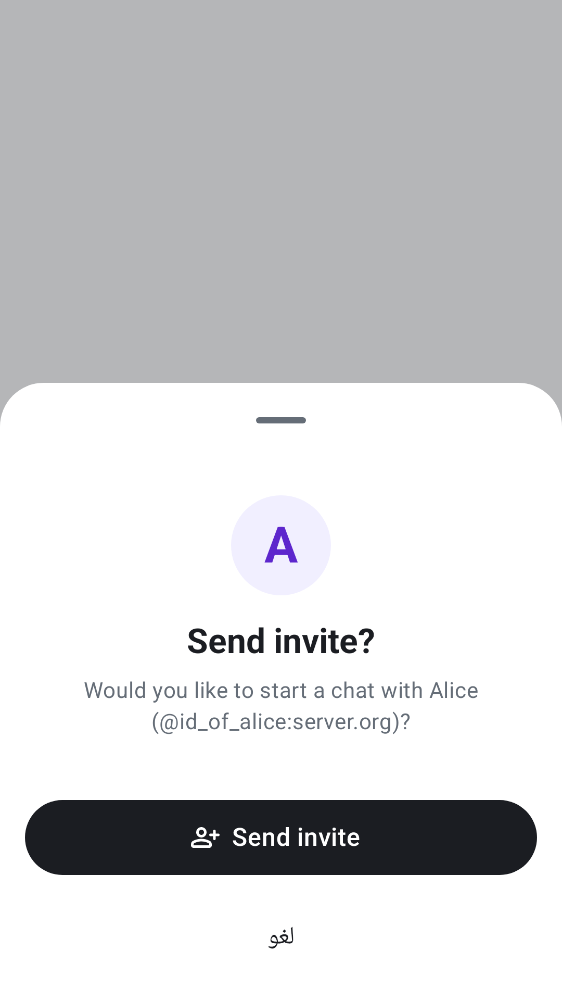 A
Send invite?
Would you like to start a chat with Alice
(@id_of_alice:server.org)?
Send invite
لغو